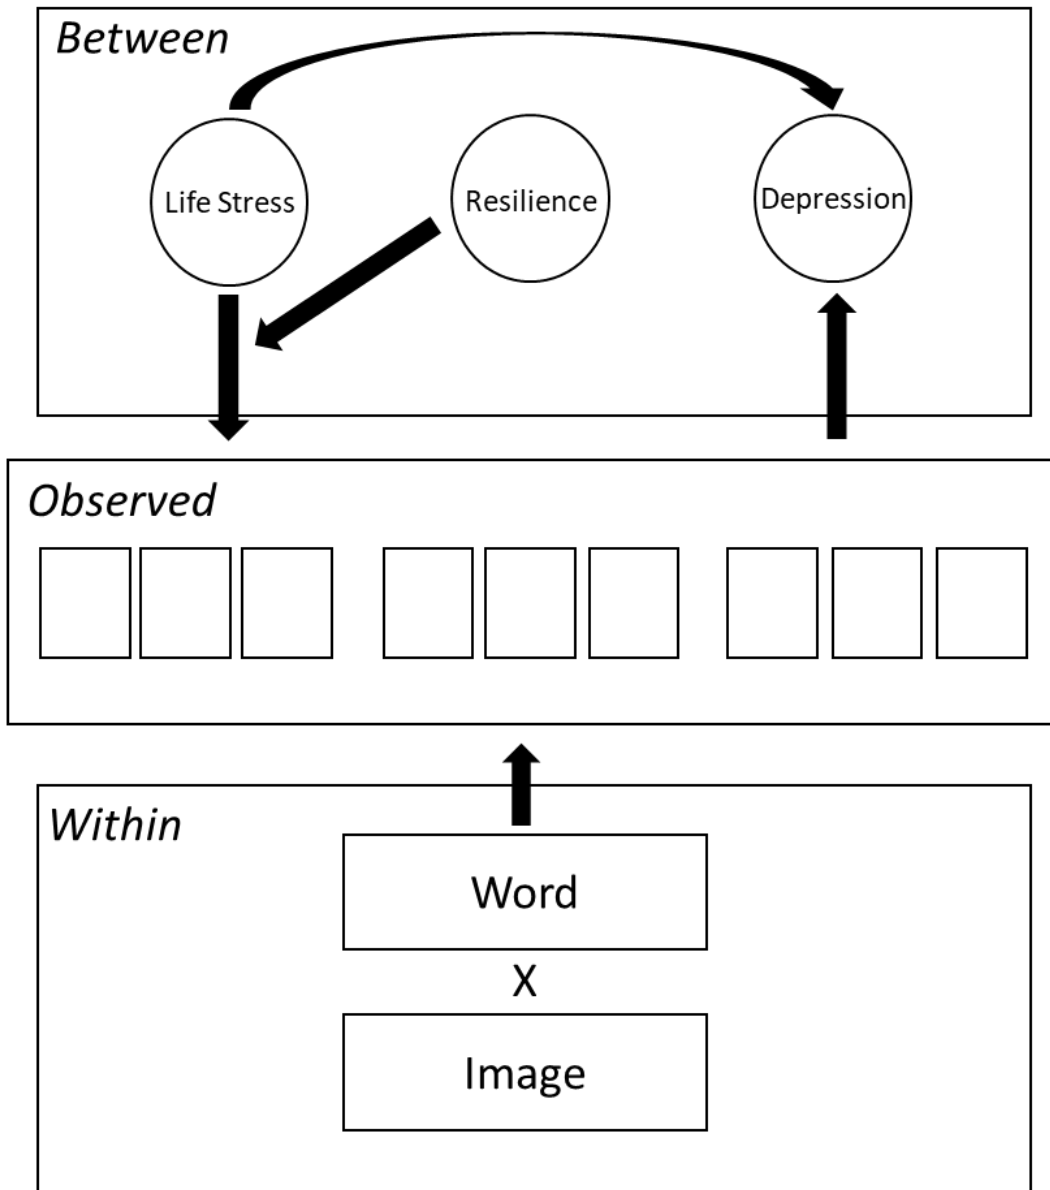 Between
Life Stress
Resilience
Depression
Observed
Within
Word
X
Image